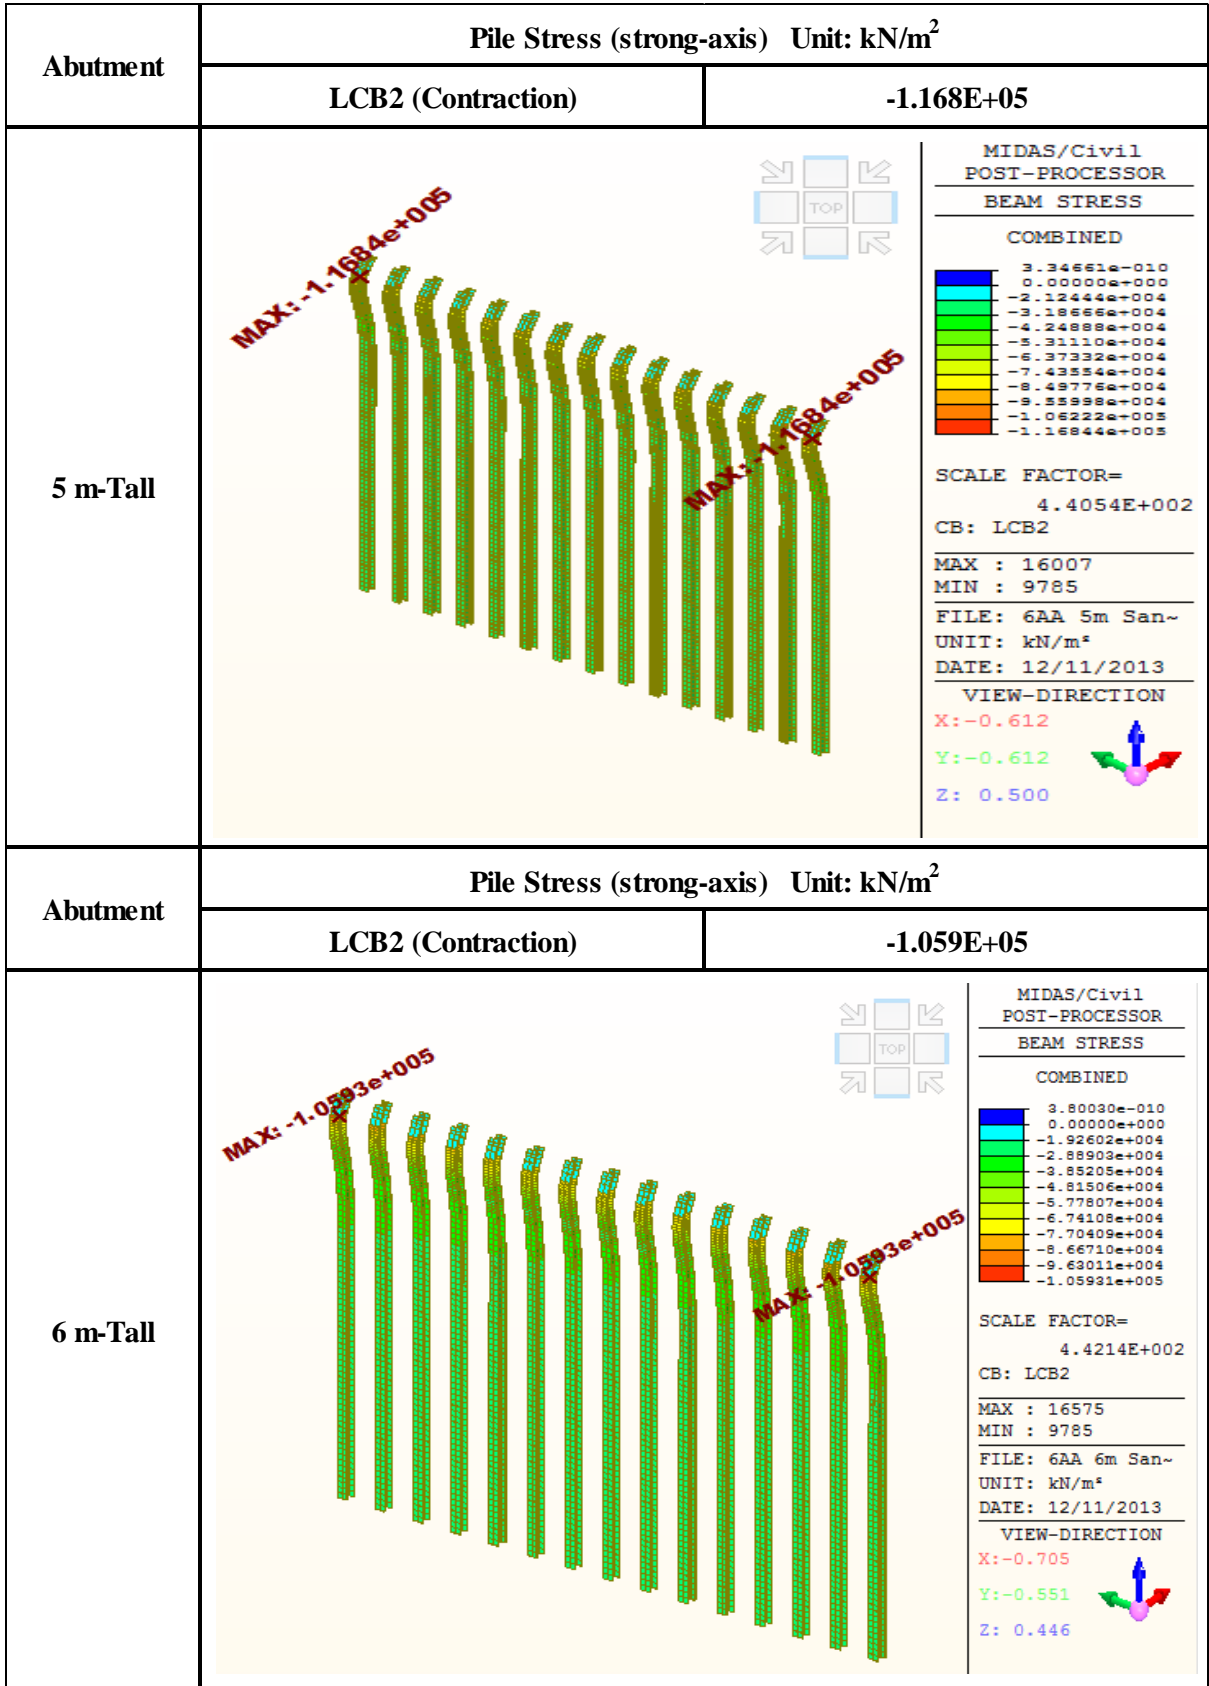 Abutment
Pile Stress (strong-axis) Unit: kN/m²
LCB2 (Contraction)
-1.168E+05
5 m-Tall
MAX: -1.1684e+005
MAX: -1.1684e+005
TOP
MIDAS/Civil
POST-PROCESSOR
BEAM STRESS
COMBINED
3.34661e-010
0.00000e+000
-2.12444e+004
-3.18666e+004
-4.24888e+004
-5.31110e+004
-6.37332e+004
-7.43554e+004
-8.49776e+004
-9.55998e+004
-1.06222e+005
-1.16844e+005
SCALE FACTOR=
4.4054E+002
CB: LCB2
MAX : 16007
MIN : 9785
FILE: 6AA 5m San~
UNIT: kN/m²
DATE: 12/11/2013
VIEW-DIRECTION
X:-0.612
Y:-0.612
Z: 0.500
Abutment
Pile Stress (strong-axis) Unit: kN/m²
LCB2 (Contraction)
-1.059E+05
6 m-Tall
MAX: -1.0593e+005
MAX: -1.0593e+005
TOP
MIDAS/Civil
POST-PROCESSOR
BEAM STRESS
COMBINED
3.80030e-010
0.00000e+000
-1.92602e+004
-2.88903e+004
-3.85205e+004
-4.81506e+004
-5.77807e+004
-6.74108e+004
-7.70409e+004
-8.66710e+004
-9.63011e+004
-1.05931e+005
SCALE FACTOR=
4.4214E+002
CB: LCB2
MAX : 16575
MIN : 9785
FILE: 6AA 6m San~
UNIT: kN/m²
DATE: 12/11/2013
VIEW-DIRECTION
X:-0.705
Y:-0.551
Z: 0.446